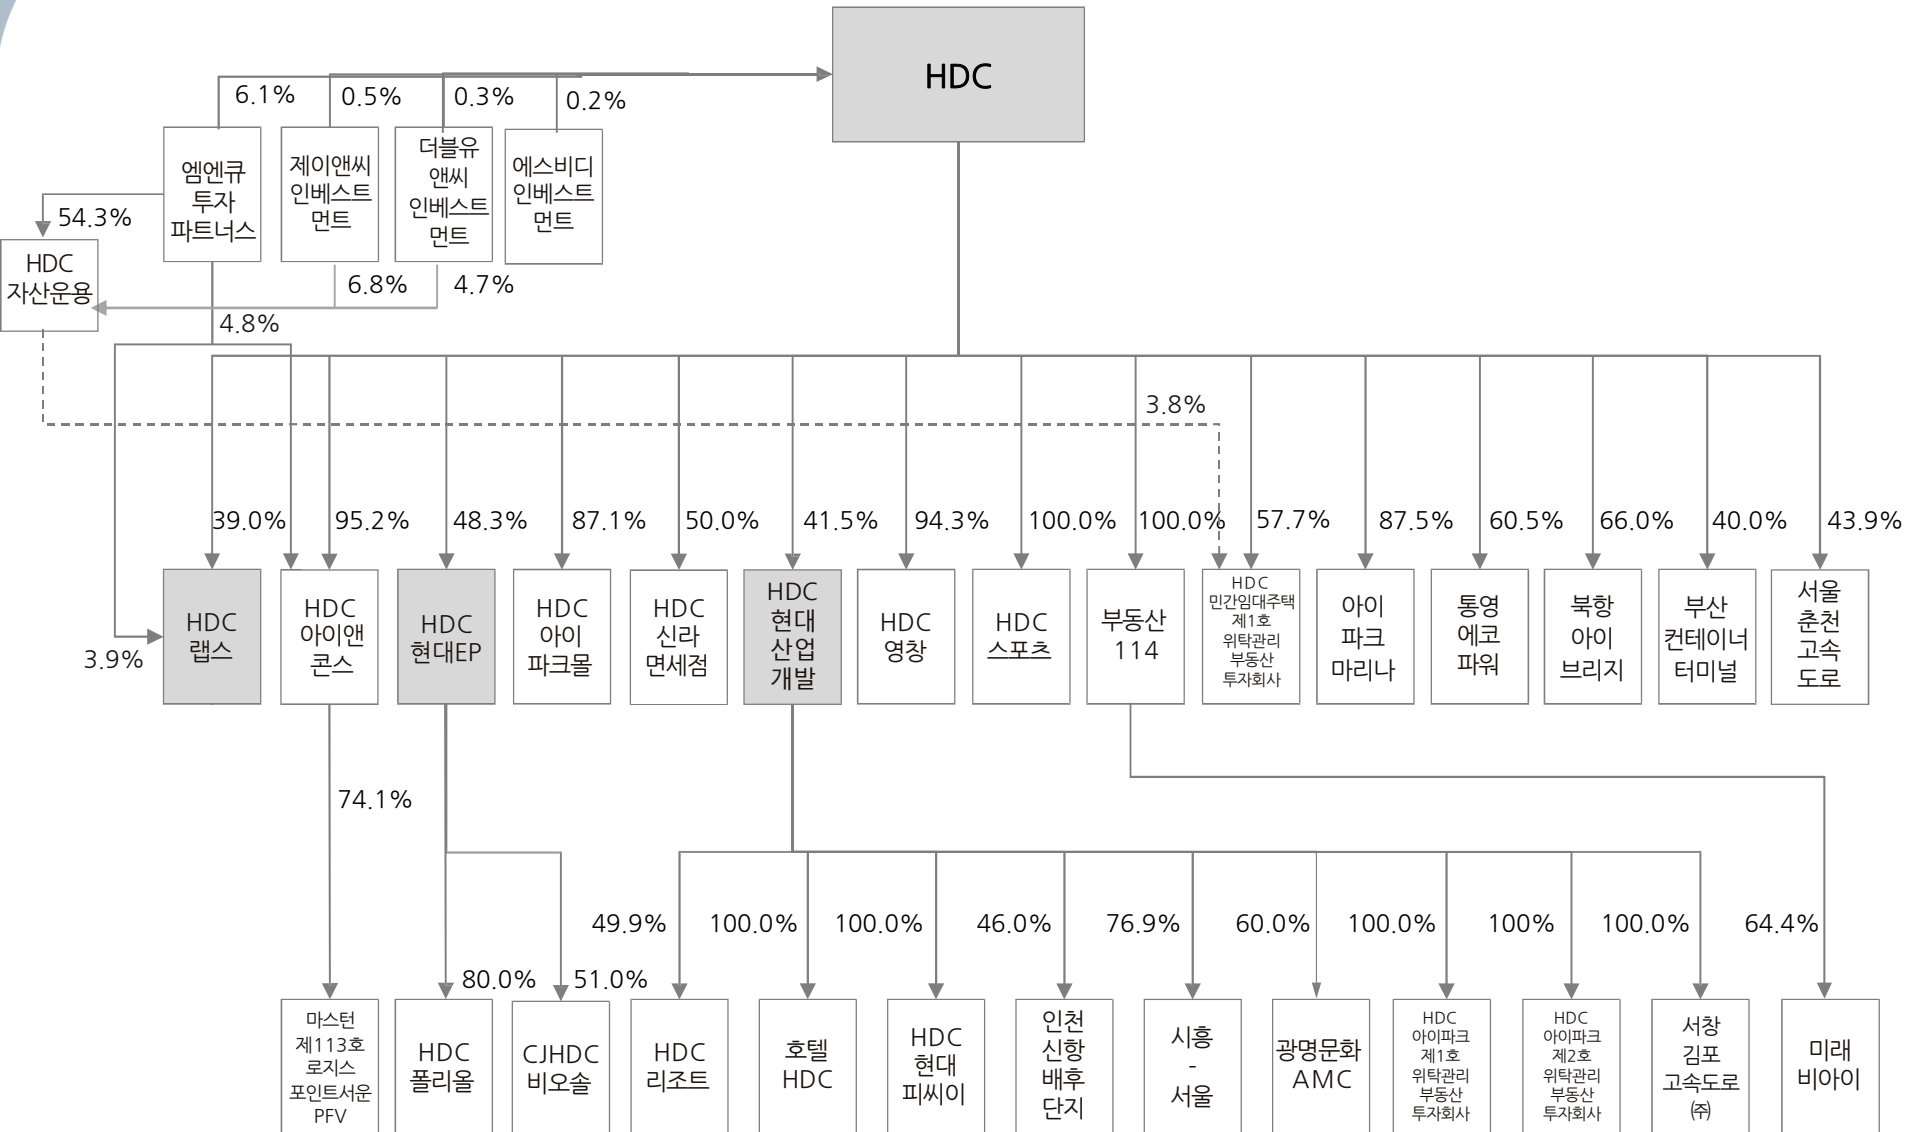 HDC
6.1%
0.5%
0.3%
0.2%
엠엔큐
투자
파트너스
제이앤씨
인베스트
먼트
더블유
앤씨
인베스트
먼트
에스비디
인베스트
먼트
54.3%
HDC
자산운용
6.8%
4.7%
4.8%
3.8%
39.0%
95.2%
48.3%
87.1%
50.0%
41.5%
94.3%
100.0%
100.0%
57.7%
87.5%
60.5%
66.0%
40.0%
43.9%
3.9%
HDC
랩스
HDC
아이앤
콘스
HDC
현대EP
HDC
아이
파크몰
HDC
신라
면세점
HDC
현대
산업
개발
HDC
영창
HDC
스포츠
부동산
114
HDC
민간임대주택
제1호
위탁관리
부동산
투자회사
아이
파크
마리나
통영
에코
파워
북항
아이
브리지
부산
컨테이너
터미널
서울
춘천
고속
도로
74.1%
80.0%
51.0%
49.9%
100.0%
100.0%
46.0%
76.9%
60.0%
100.0%
100%
100.0%
64.4%
마스턴
제113호
로지스
포인트서운
PFV
HDC
폴리올
CJHDC
비오솔
HDC
리조트
호텔
HDC
HDC
현대
피씨이
인천
신항
배후
단지
시흥
-
서울
광명문화
AMC
HDC
아이파크
제1호
위탁관리
부동산
투자회사
HDC
아이파크
제2호
위탁관리
부동산
투자회사
서창
김포
고속도로
㈜
미래
비아이